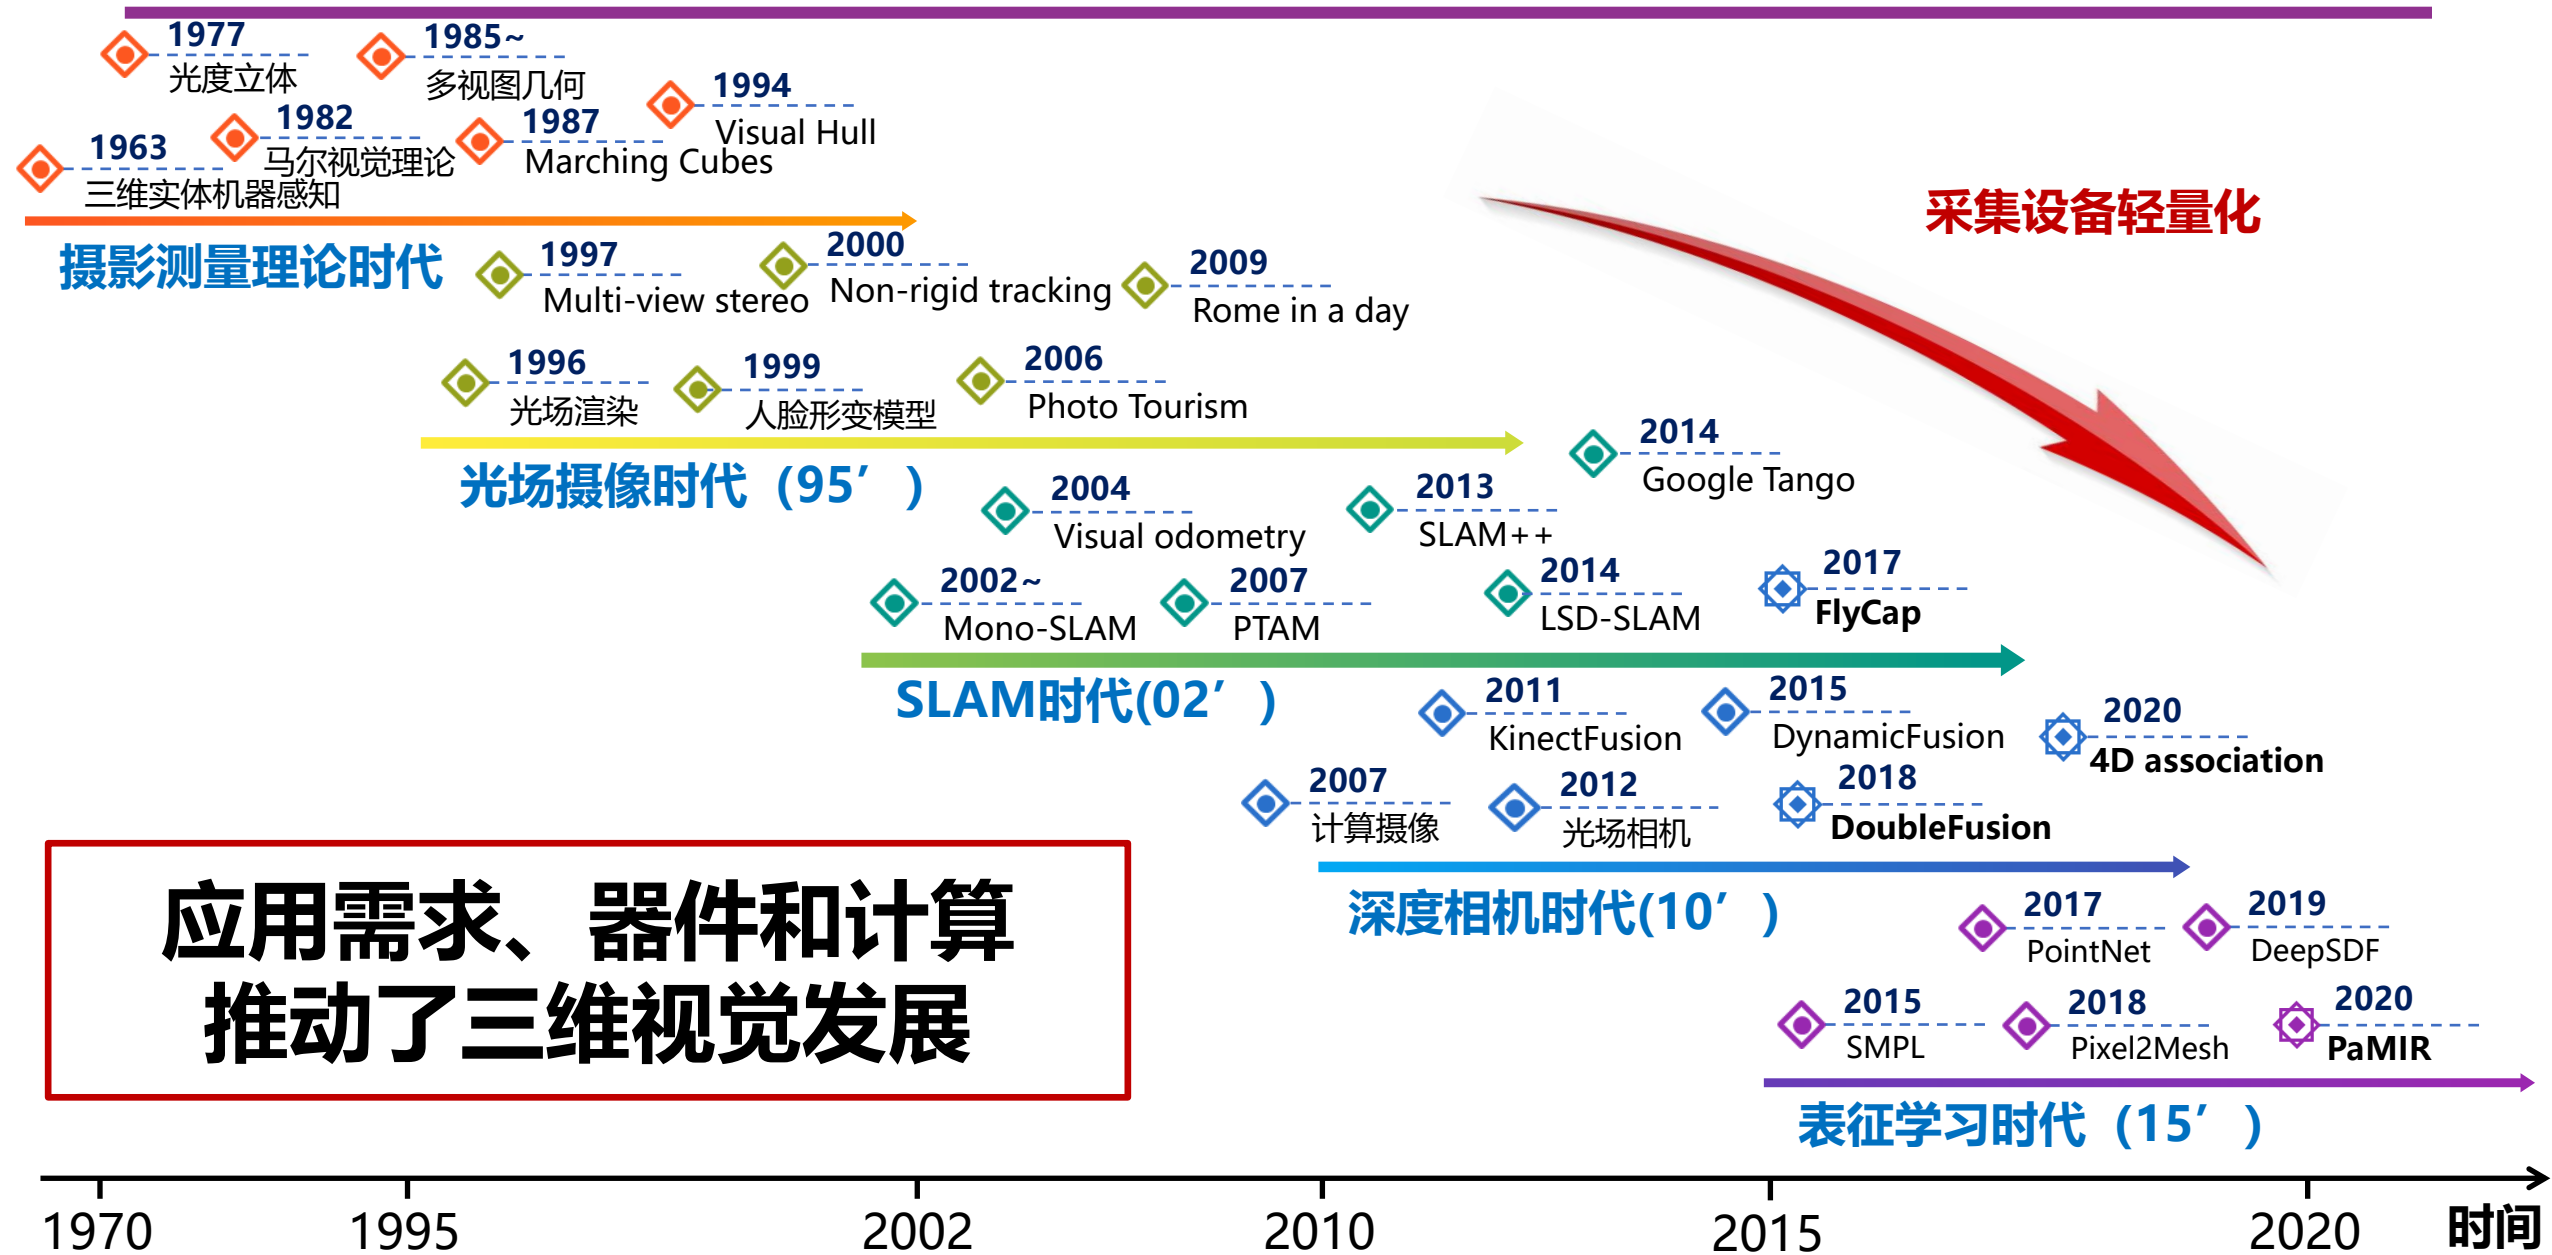 1977
光度立体
1985~
多视图几何
1994
Visual Hull
1982
马尔视觉理论
1987
Marching Cubes
1963
三维实体机器感知
摄影测量理论时代
采集设备轻量化
1997
Multi-view stereo
2000
Non-rigid tracking
2009
Rome in a day
1996
光场渲染
1999
人脸形变模型
2006
Photo Tourism
光场摄像时代（95’）
2014
Google Tango
2004
Visual odometry
2013
SLAM++
2002~
Mono-SLAM
2007
PTAM
2014
LSD-SLAM
2017
FlyCap
SLAM时代(02’）
2011
KinectFusion
2015
DynamicFusion
2020
4D association
2007
计算摄像
2012
光场相机
2018
DoubleFusion
深度相机时代(10’）
应用需求、器件和计算
推动了三维视觉发展
2017
PointNet
2019
DeepSDF
2015
SMPL
2018
Pixel2Mesh
2020
PaMIR
表征学习时代（15’）
1970 1995 2002 2010 2015 2020 时间